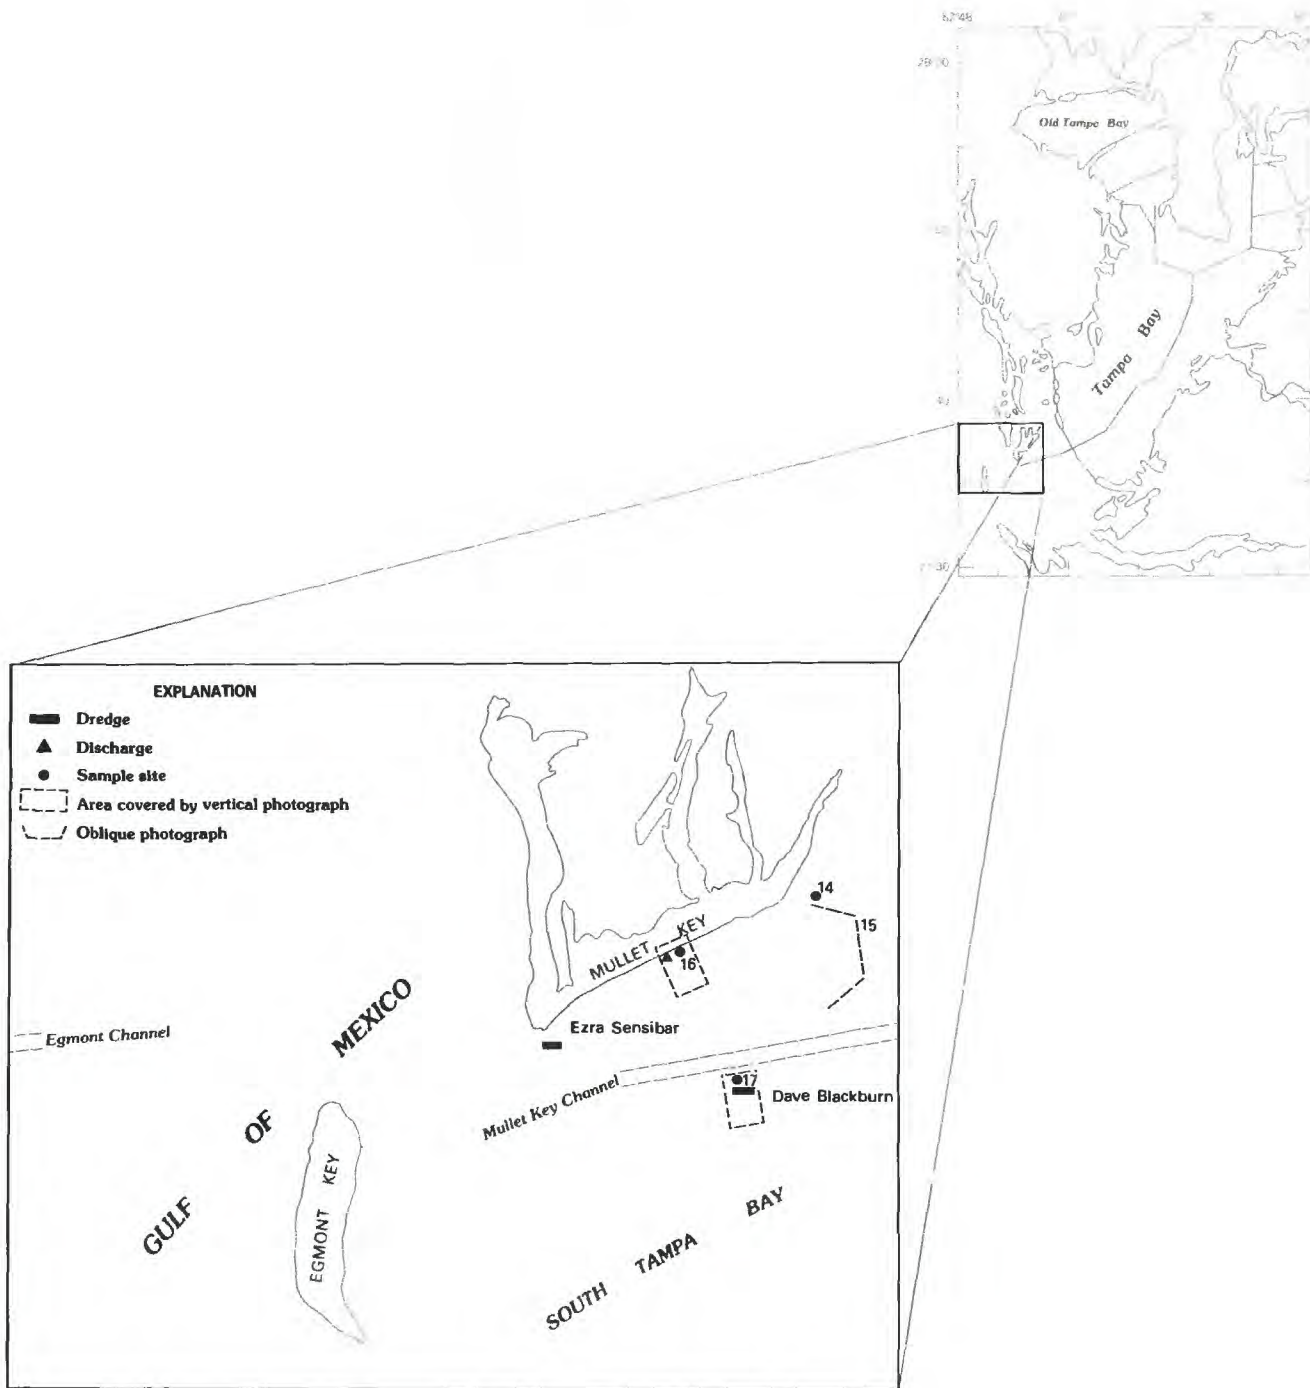 Old Tampa Bay
Tampa Bay
EXPLANATION
Dredge
Discharge
Sample site
Area covered by vertical photograph
Oblique photograph
14
15
MULLET KEY
16
GULF OF MEXICO
Egmont Channel
Ezra Sensibar
Mullet Key Channel
17
Dave Blackburn
EGMONT KEY
SOUTH TAMPA BAY